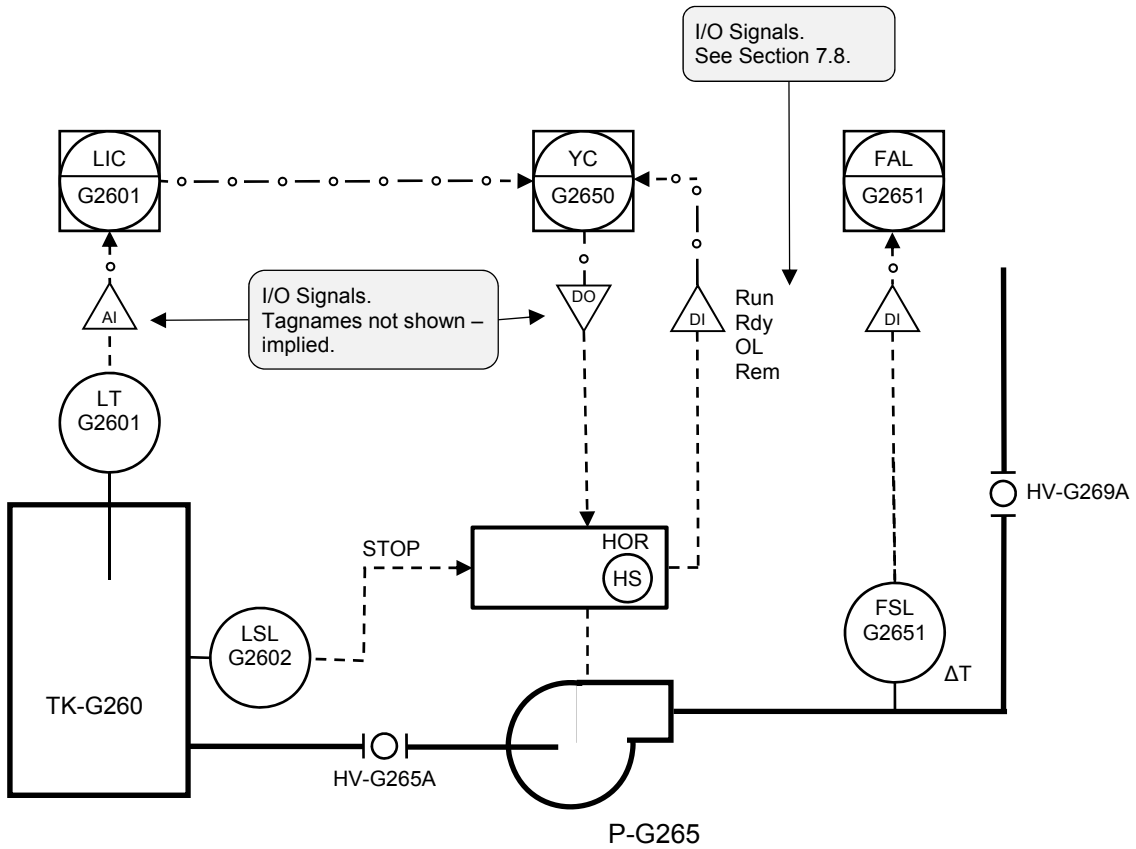 I/O Signals.
See Section 7.8.
LIC
G2601
YC
G2650
FAL
G2651
I/O Signals.
Tagnames not shown –
implied.
AI
DO
DI
Run
Rdy
OL
Rem
DI
LT
G2601
HV-G269A
STOP
HOR
HS
FSL
G2651
ΔT
LSL
G2602
TK-G260
HV-G265A
P-G265